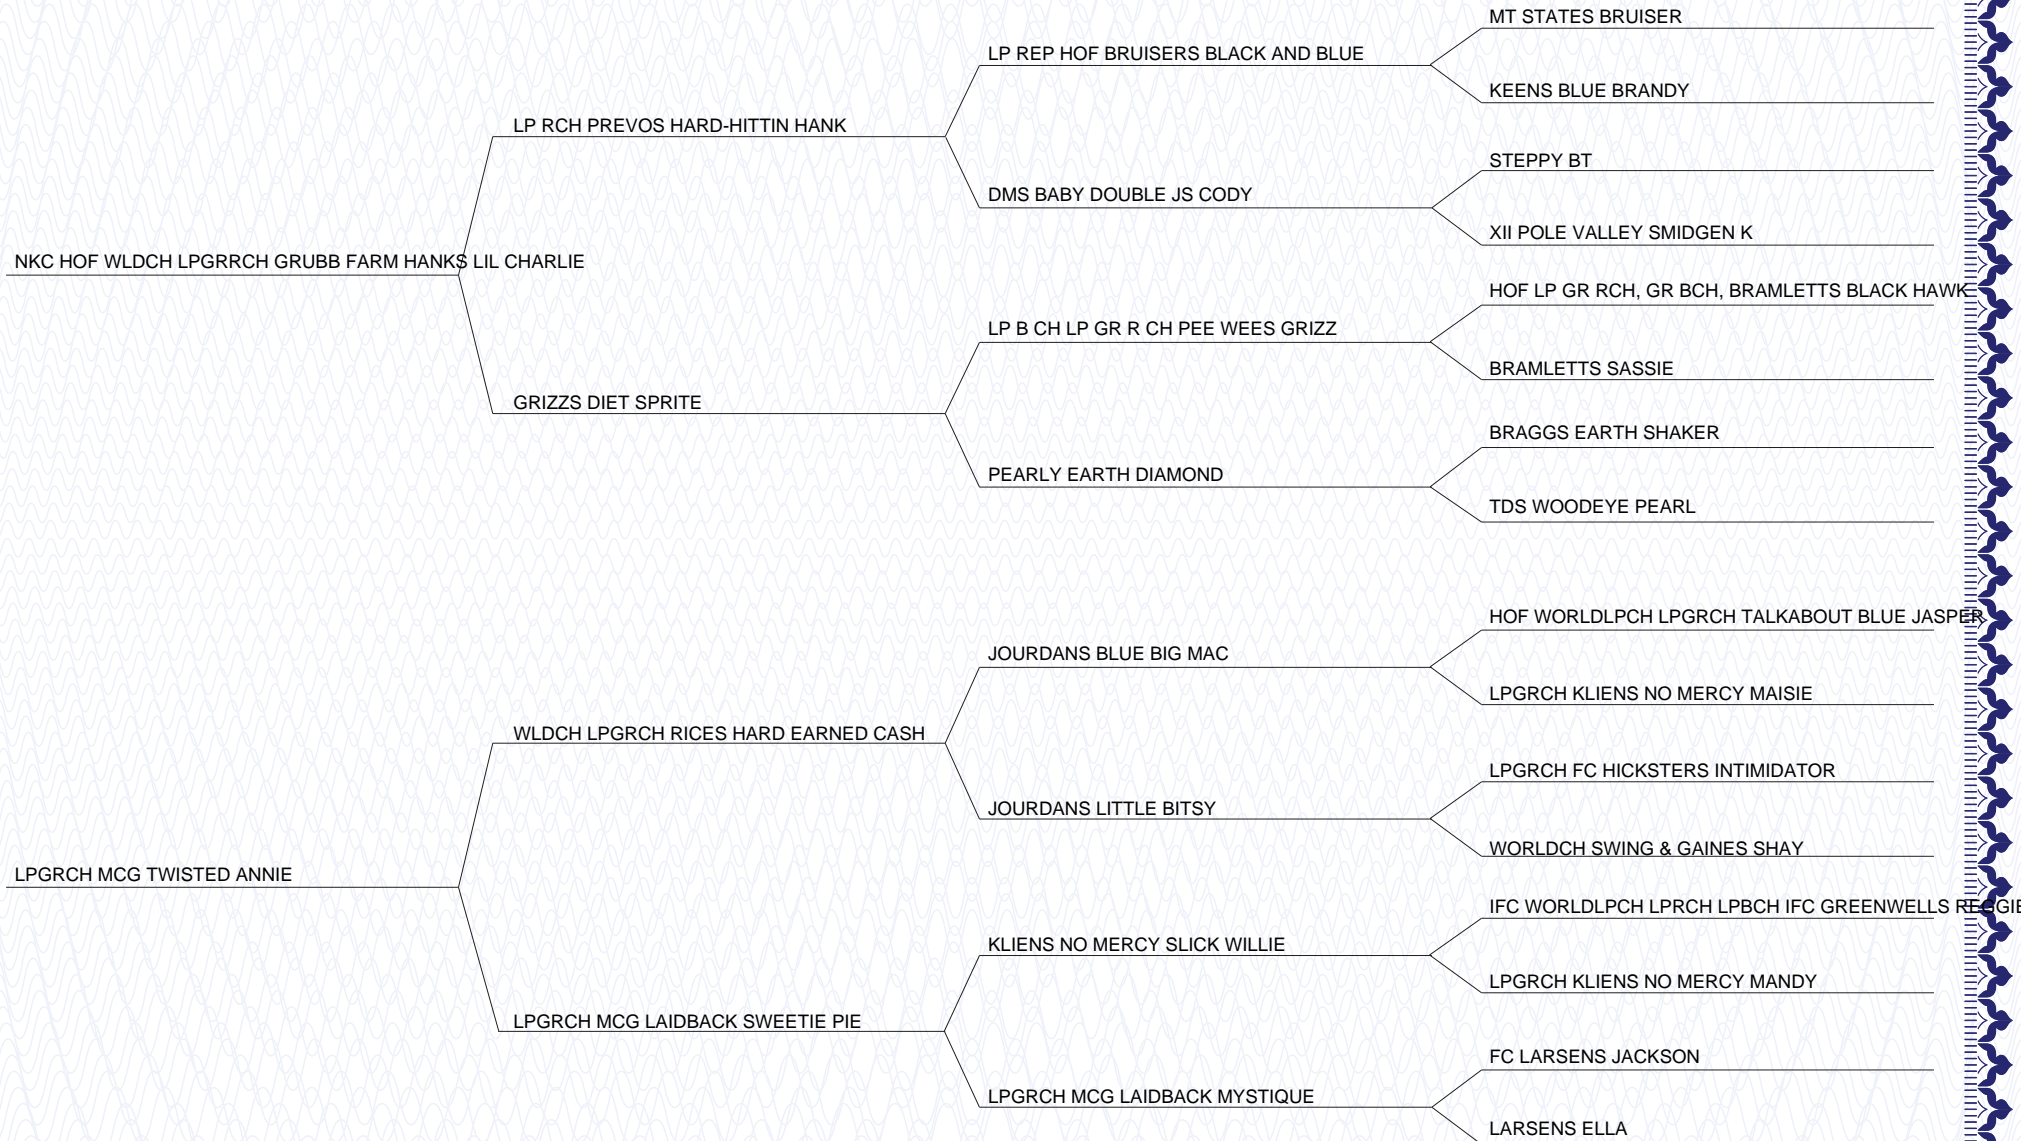 MT STATES BRUISER
LP REP HOF BRUISERS BLACK AND BLUE
KEENS BLUE BRANDY
LP RCH PREVOS HARD-HITTIN HANK
STEPPY BT
DMS BABY DOUBLE JS CODY
XII POLE VALLEY SMIDGEN K
NKC HOF WLDCH LPGRRCH GRUBB FARM HANKS LIL CHARLIE
HOF LP GR RCH, GR BCH, BRAMLETTS BLACK HAWK
LP B CH LP GR R CH PEE WEES GRIZZ
BRAMLETTS SASSIE
GRIZZS DIET SPRITE
BRAGGS EARTH SHAKER
PEARLY EARTH DIAMOND
TDS WOODEYE PEARL
HOF WORLDLPCH LPGRCH TALKABOUT BLUE JASPER
JOURDANS BLUE BIG MAC
LPGRCH KLIENS NO MERCY MAISIE
WLDCH LPGRCH RICES HARD EARNED CASH
LPGRCH FC HICKSTERS INTIMIDATOR
JOURDANS LITTLE BITSY
WORLDCH SWING & GAINES SHAY
LPGRCH MCG TWISTED ANNIE
IFC WORLDLPCH LPRCH LPBCH IFC GREENWELLS REGGIE
KLIENS NO MERCY SLICK WILLIE
LPGRCH KLIENS NO MERCY MANDY
LPGRCH MCG LAIDBACK SWEETIE PIE
FC LARSENS JACKSON
LPGRCH MCG LAIDBACK MYSTIQUE
LARSENS ELLA